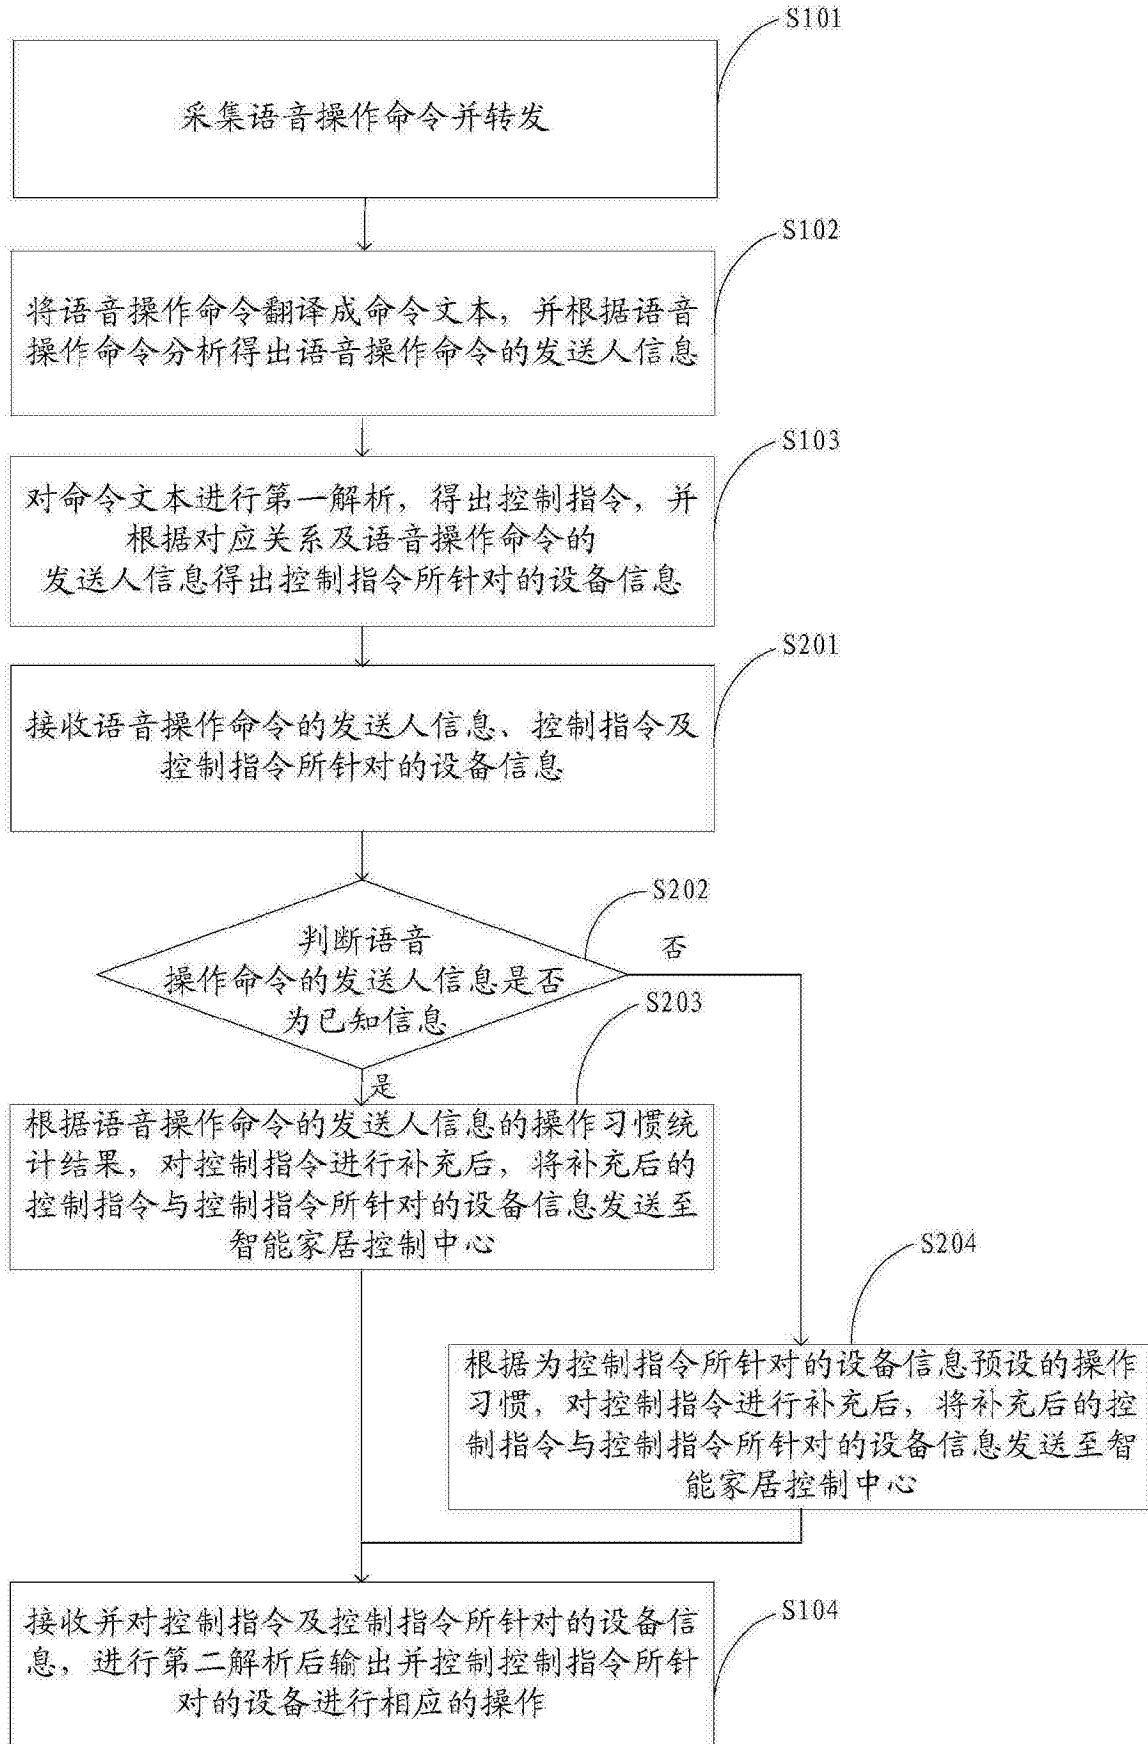 S101
采集语音操作命令并转发
S102
将语音操作命令翻译成命令文本，并根据语音
操作命令分析得出语音操作命令的发送人信息
S103
对命令文本进行第一解析，得出控制指令，并
根据对应关系及语音操作命令的
发送人信息得出控制指令所针对的设备信息
S201
接收语音操作命令的发送人信息、控制指令及
控制指令所针对的设备信息
S202
判断语音
操作命令的发送人信息是否
为已知信息
否
S203
是
根据语音操作命令的发送人信息的操作习惯统
计结果，对控制指令进行补充后，将补充后的
控制指令与控制指令所针对的设备信息发送至
智能家居控制中心
S204
根据为控制指令所针对的设备信息预设的操作
习惯，对控制指令进行补充后，将补充后的控
制指令与控制指令所针对的设备信息发送至智
能家居控制中心
S104
接收并对控制指令及控制指令所针对的设备信
息，进行第二解析后输出并控制控制指令所针
对的设备进行相应的操作